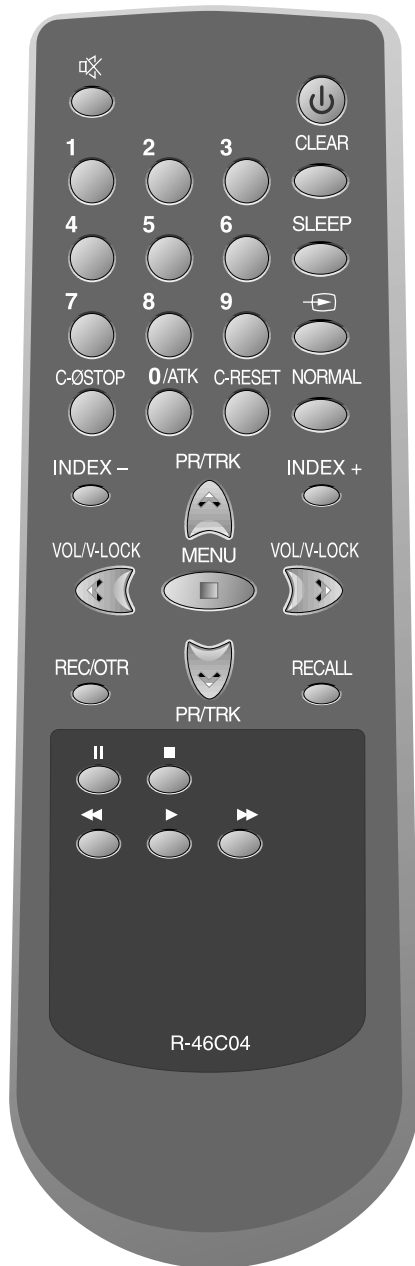 1 2 3 CLEAR
4 5 6 SLEEP
7 8 9
C-ØSTOP 0/ATK C-RESET NORMAL
INDEX – PR/TRK INDEX +
VOL/V-LOCK MENU VOL/V-LOCK
REC/OTR PR/TRK RECALL
R-46C04